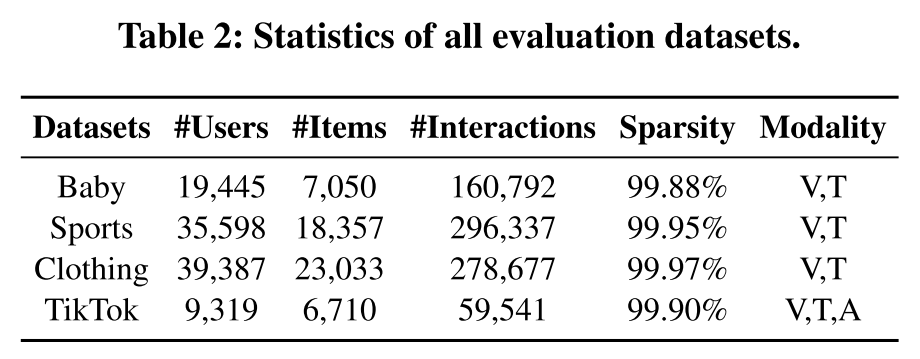 Table 2: Statistics of all evaluation datasets.
Datasets #Users #Items #Interactions Sparsity Modality
Baby 19,445 7,050 160,792 99.88% V,T
Sports 35,598 18,357 296,337 99.95% V,T
Clothing 39,387 23,033 278,677 99.97% V,T
TikTok 9,319 6,710 59,541 99.90% V,T,A